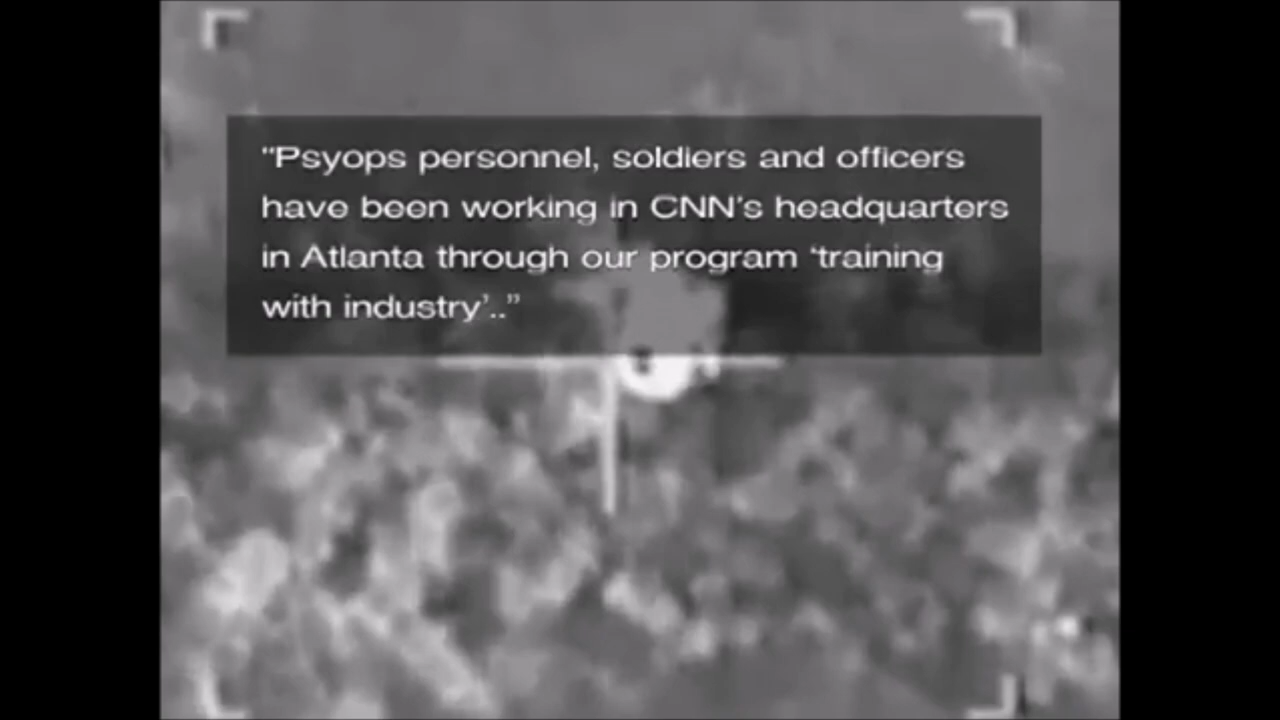 “Psyops personnel, soldiers and officers
have been working in CNN’s headquarters
in Atlanta through our program ‘training
with industry’..”